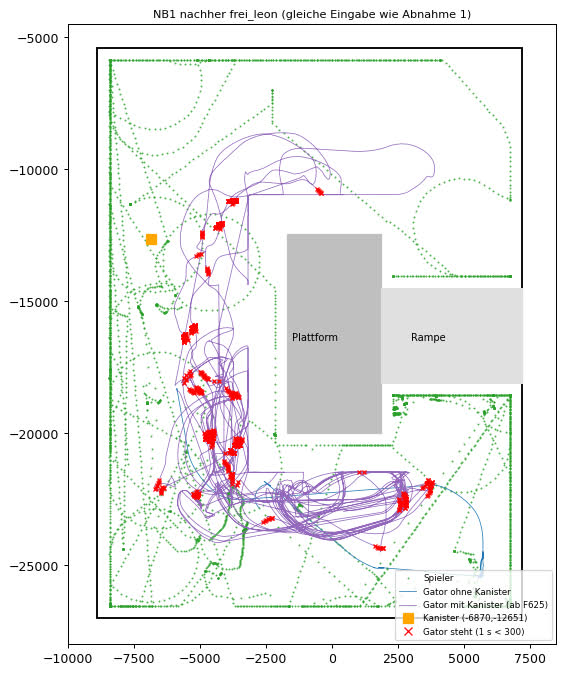 NB1 nachher frei_leon (gleiche Eingabe wie Abnahme 1)
−5000
−10000
−15000
−20000
−25000
Plattform
Rampe
Spieler
Gator ohne Kanister
Gator mit Kanister (ab F625)
Kanister (-6870,-12651)
Gator steht (1 s < 300)
−10000
−7500
−5000
−2500
0
2500
5000
7500